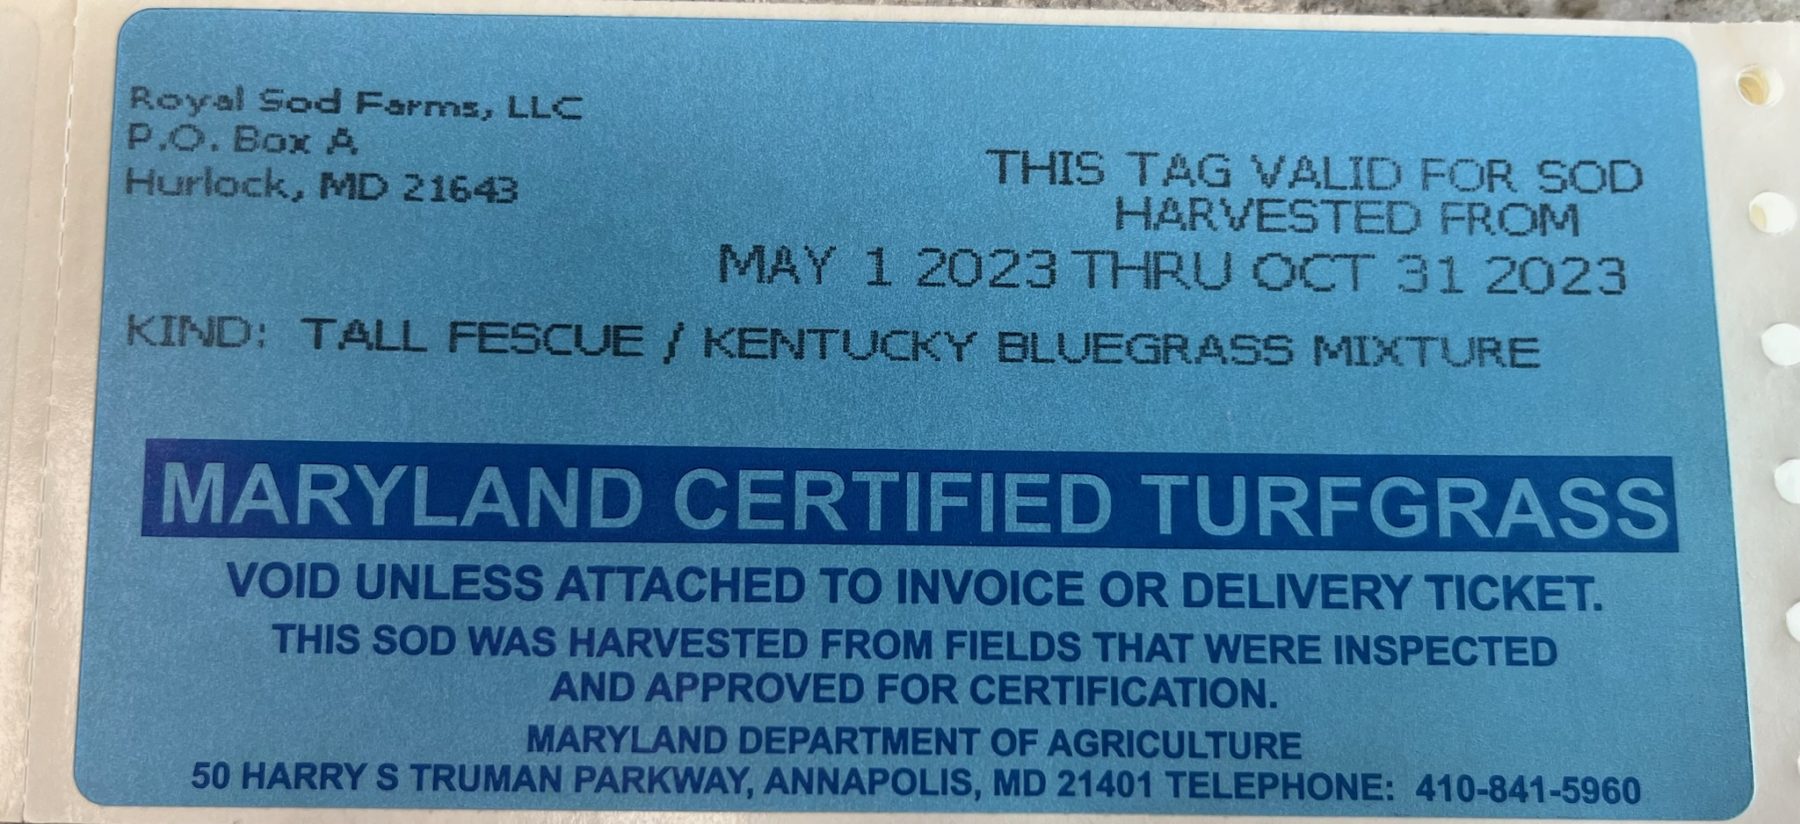 Royal Sod Farms, LLC
P.O. Box A
Hurlock, MD 21643
THIS TAG VALID FOR SOD
HARVESTED FROM
MAY 1 2023 THRU OCT 31 2023
KIND: TALL FESCUE / KENTUCKY BLUEGRASS MIXTURE
MARYLAND CERTIFIED TURFGRASS
VOID UNLESS ATTACHED TO INVOICE OR DELIVERY TICKET.
THIS SOD WAS HARVESTED FROM FIELDS THAT WERE INSPECTED
AND APPROVED FOR CERTIFICATION.
MARYLAND DEPARTMENT OF AGRICULTURE
50 HARRY S TRUMAN PARKWAY, ANNAPOLIS, MD 21401 TELEPHONE: 410-841-5960